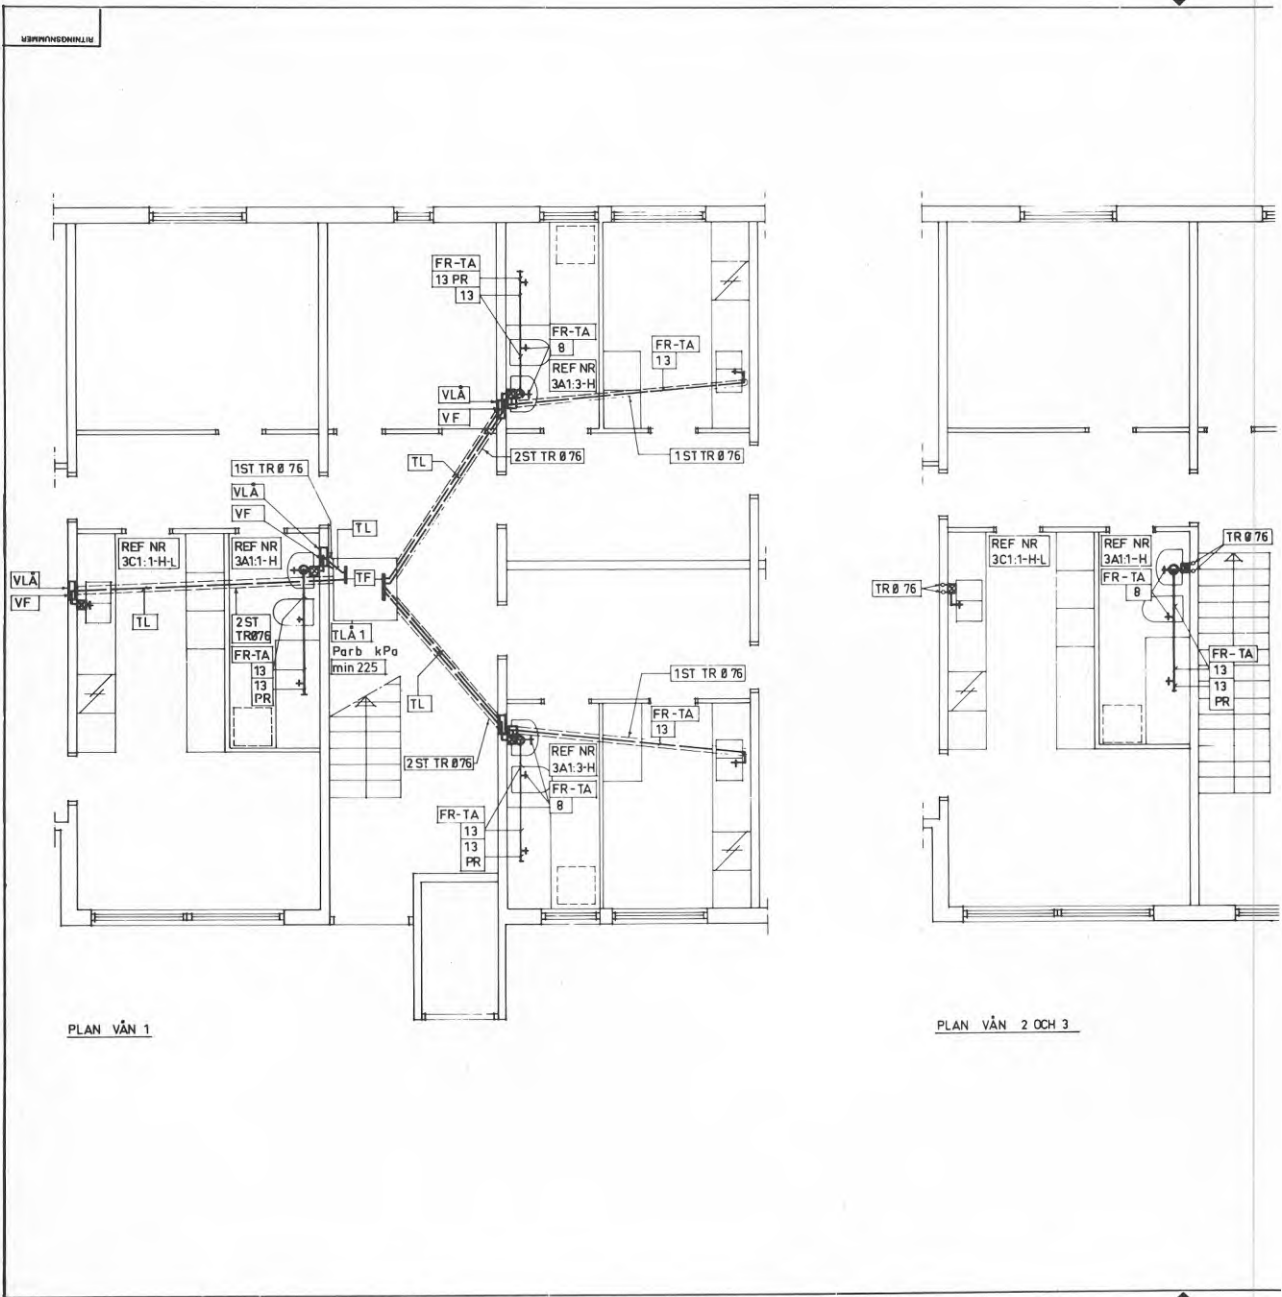 RITNINGSNUMMER
FR-TA
13 PR
13
FR-TA
8
REF NR
3A1:3-H
FR-TA
13
VLÅ
VF
TL
2ST TR Ø 76
1ST TR Ø 76
1ST TR Ø 76
VLÅ
VF
TL
REF NR
3C1:1-H-L
REF NR
3A1:1-H
VLÅ
VF
TL
TF
2ST
TRØ76
FR-TA
13
13
PR
TLÅ 1
Parb kPa
min 225
TL
1ST TR Ø 76
FR-TA
13
2ST TR Ø76
REF NR
3A1:3-H
FR-TA
8
FR-TA
13
13
PR
PLAN VÅN 1
REF NR
3C1:1-H-L
REF NR
3A1:1-H
FR-TA
8
TR Ø 76
TR Ø 76
FR-TA
13
13
PR
PLAN VÅN 2 OCH 3